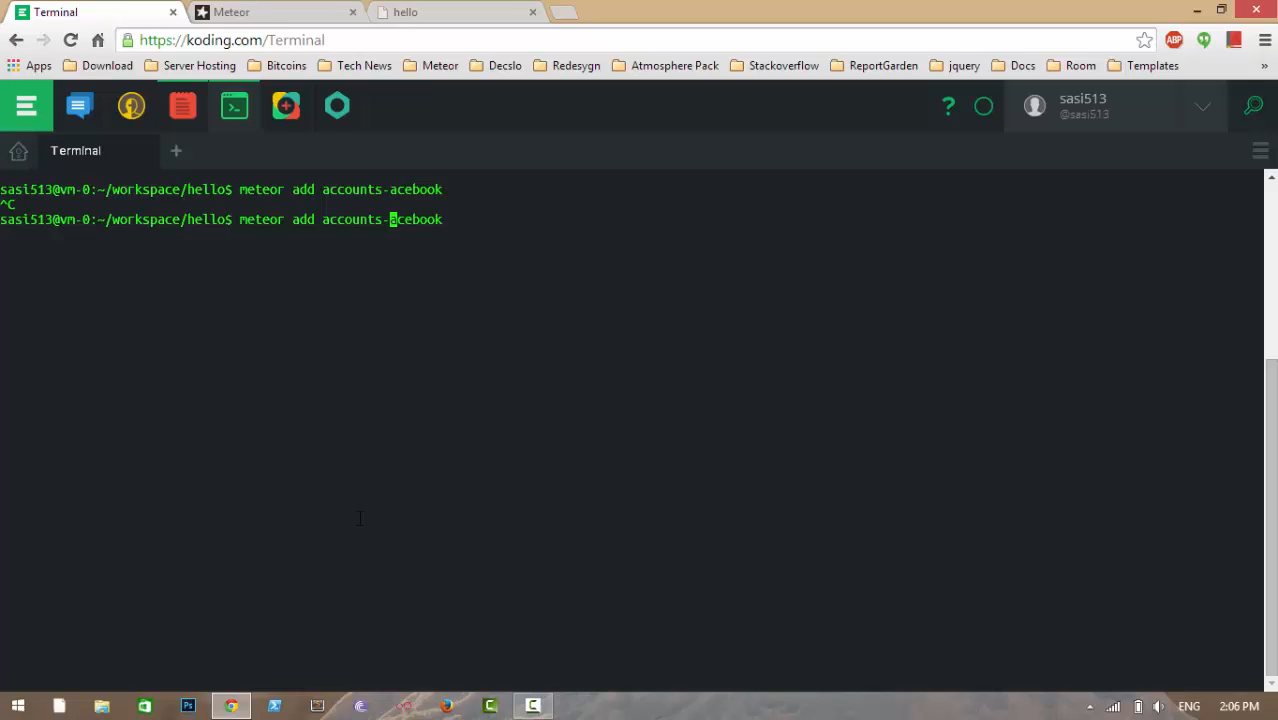 Terminal
Meteor
hello
https://koding.com/Terminal
ABP
Apps
Download
Server Hosting
Bitcoins
Tech News
Meteor
Decslo
Redesygn
Atmosphere Pack
Stackoverflow
ReportGarden
jquery
Docs
Room
Templates
»
sasi513
@sasi513
Terminal
sasi513@vm-0:~/workspace/hello$ meteor add accounts-acebook
^C
sasi513@vm-0:~/workspace/hello$ meteor add accounts-acebook
Ps
ENG
2:06 PM